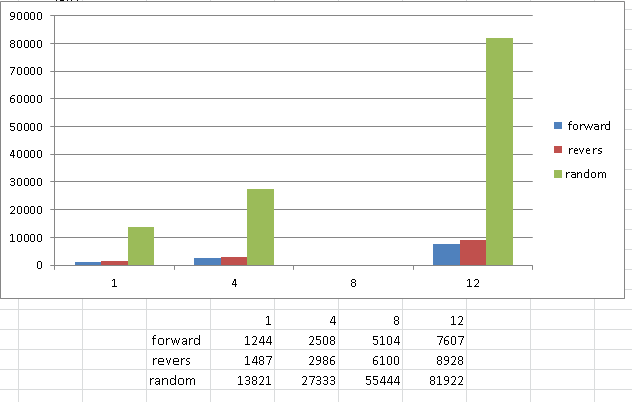 90000
80000
70000
60000
50000
40000
30000
20000
10000
0
1 4 8 12
forward
revers
random
1 4 8 12
forward 1244 2508 5104 7607
revers 1487 2986 6100 8928
random 13821 27333 55444 81922